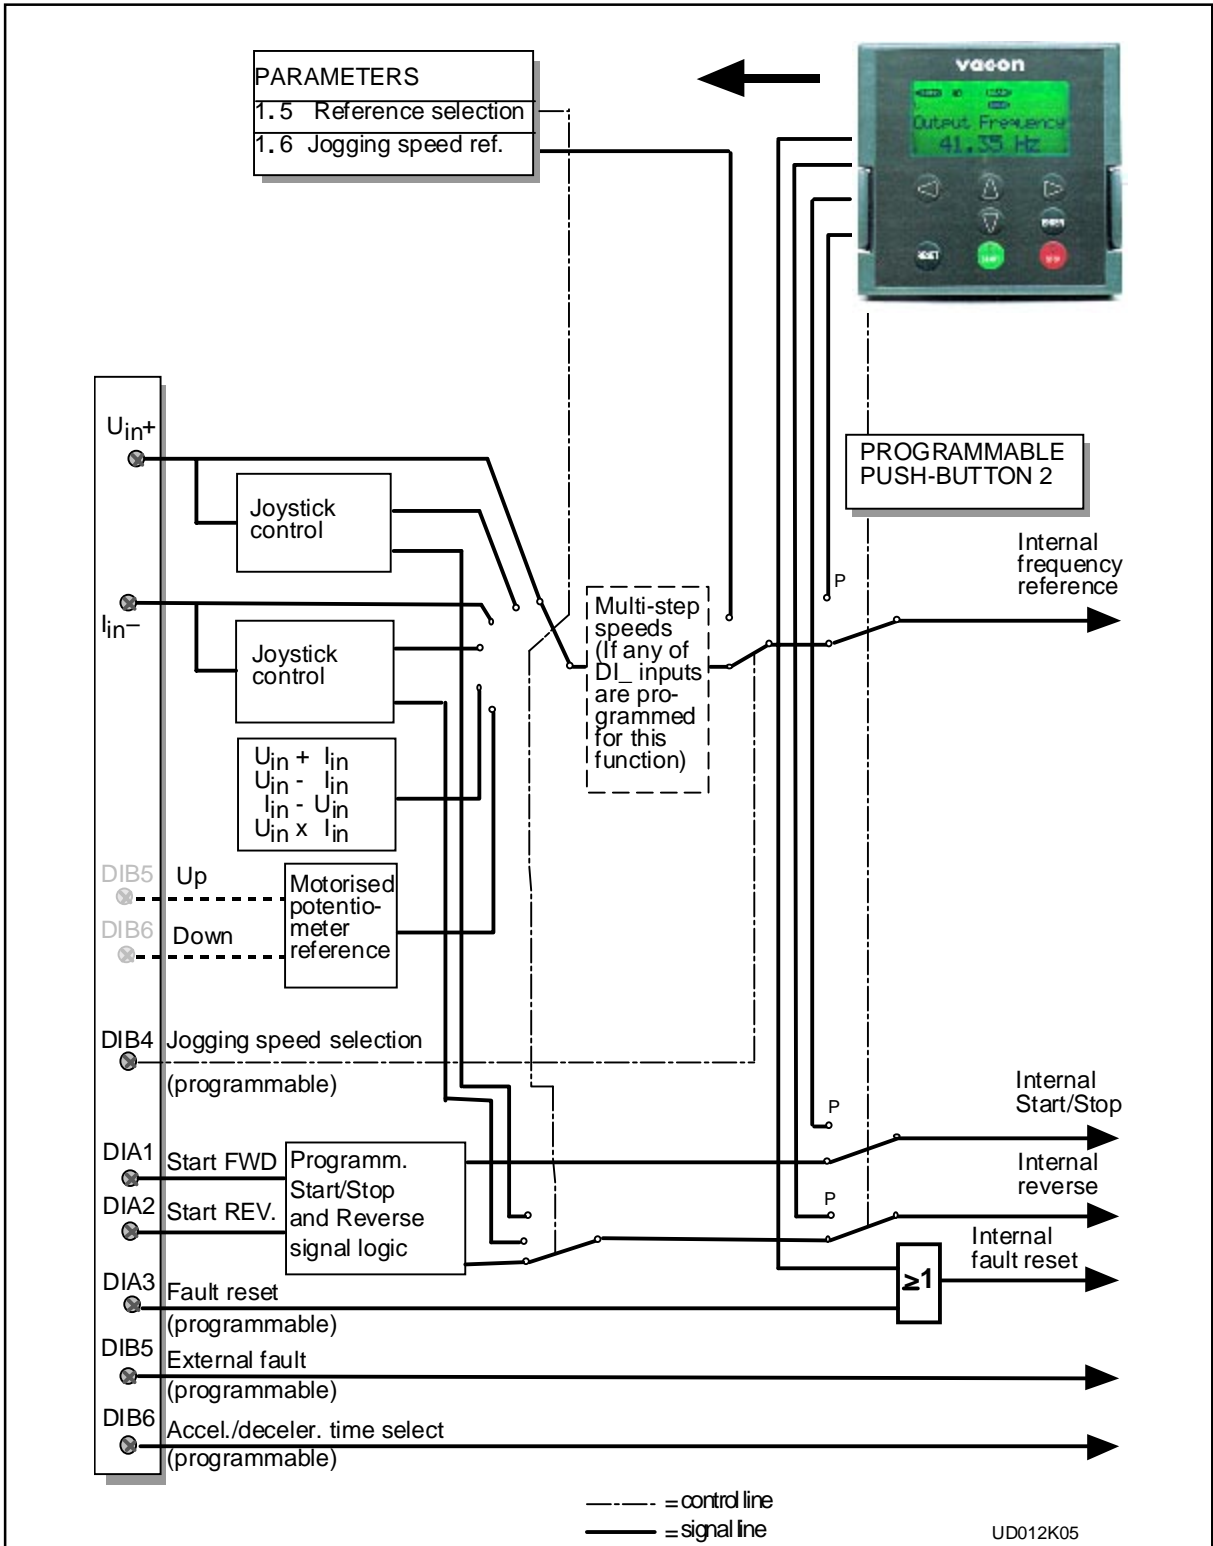 vacon
Output Frequency
41.35 Hz
RESET
PARAMETERS
1.5 Reference selection
1.6 Jogging speed ref.
PROGRAMMABLE
PUSH-BUTTON 2
Uin+
Joystick
control
Iin–
Joystick
control
Uin + Iin
Uin - Iin
Iin - Uin
Uin x Iin
Multi-step
speeds
(If any of
DI_ inputs
are pro-
grammed
for this
function)
P
Internal
frequency
reference
DIB5 Up
DIB6 Down
Motorised
potentio-
meter
reference
DIB4 Jogging speed selection
(programmable)
P
Internal
Start/Stop
DIA1 Start FWD
DIA2 Start REV.
Programm.
Start/Stop
and Reverse
signal logic
P
Internal
reverse
Internal
fault reset
≥1
DIA3 Fault reset
(programmable)
DIB5 External fault
(programmable)
DIB6 Accel./deceler. time select
(programmable)
= control line
= signal line
UD012K05